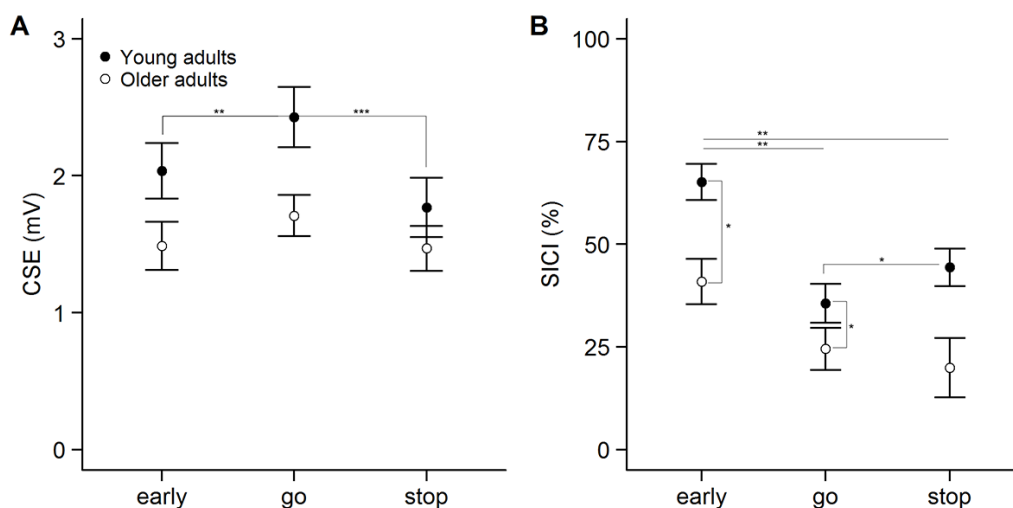 A
3
2
1
0
CSE (mV)
Young adults
Older adults
**
***
early
go
stop
B
100
75
50
25
0
SICI (%)
**
**
*
*
*
early
go
stop